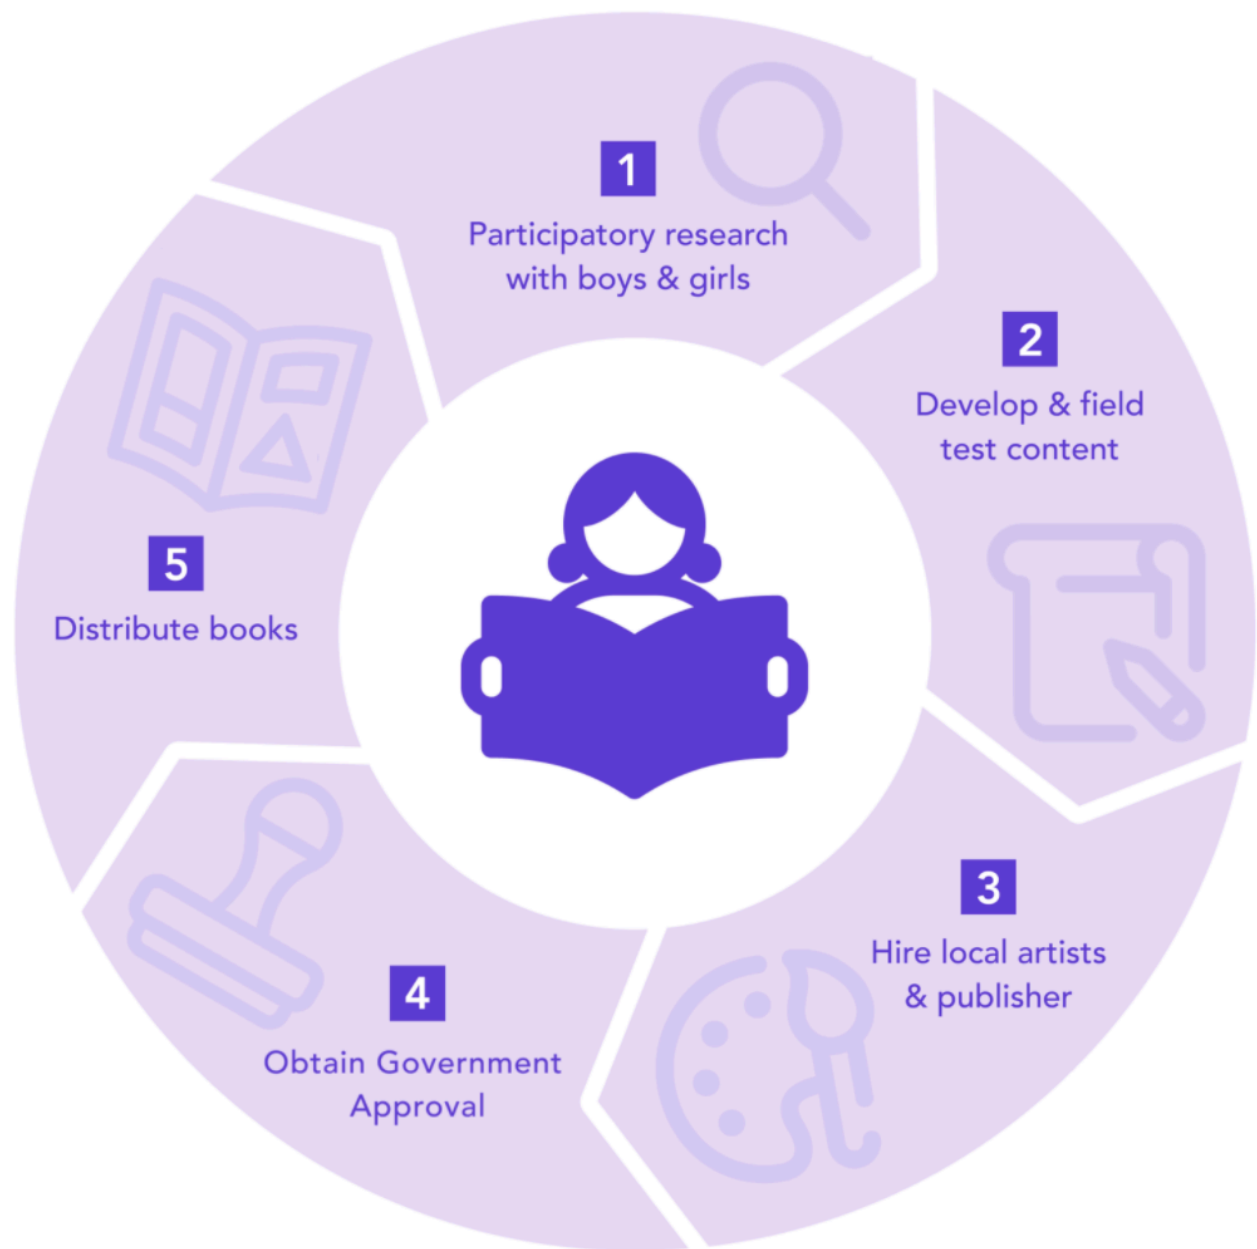 1
Participatory research
with boys & girls
2
Develop & field
test content
3
Hire local artists
& publisher
4
Obtain Government
Approval
5
Distribute books